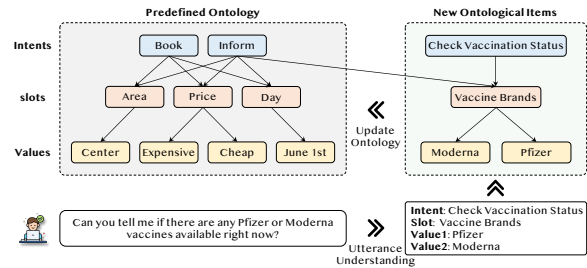 Predefined Ontology
New Ontological Items
Intents
Book
Inform
Check Vaccination Status
slots
Area
Price
Day
Vaccine Brands
Update
Ontology
Values
Center
Expensive
Cheap
June 1st
Moderna
Pfizer
Can you tell me if there are any Pfizer or Moderna
vaccines available right now?
Utterance
Understanding
Intent: Check Vaccination Status
Slot: Vaccine Brands
Value1: Pfizer
Value2: Moderna